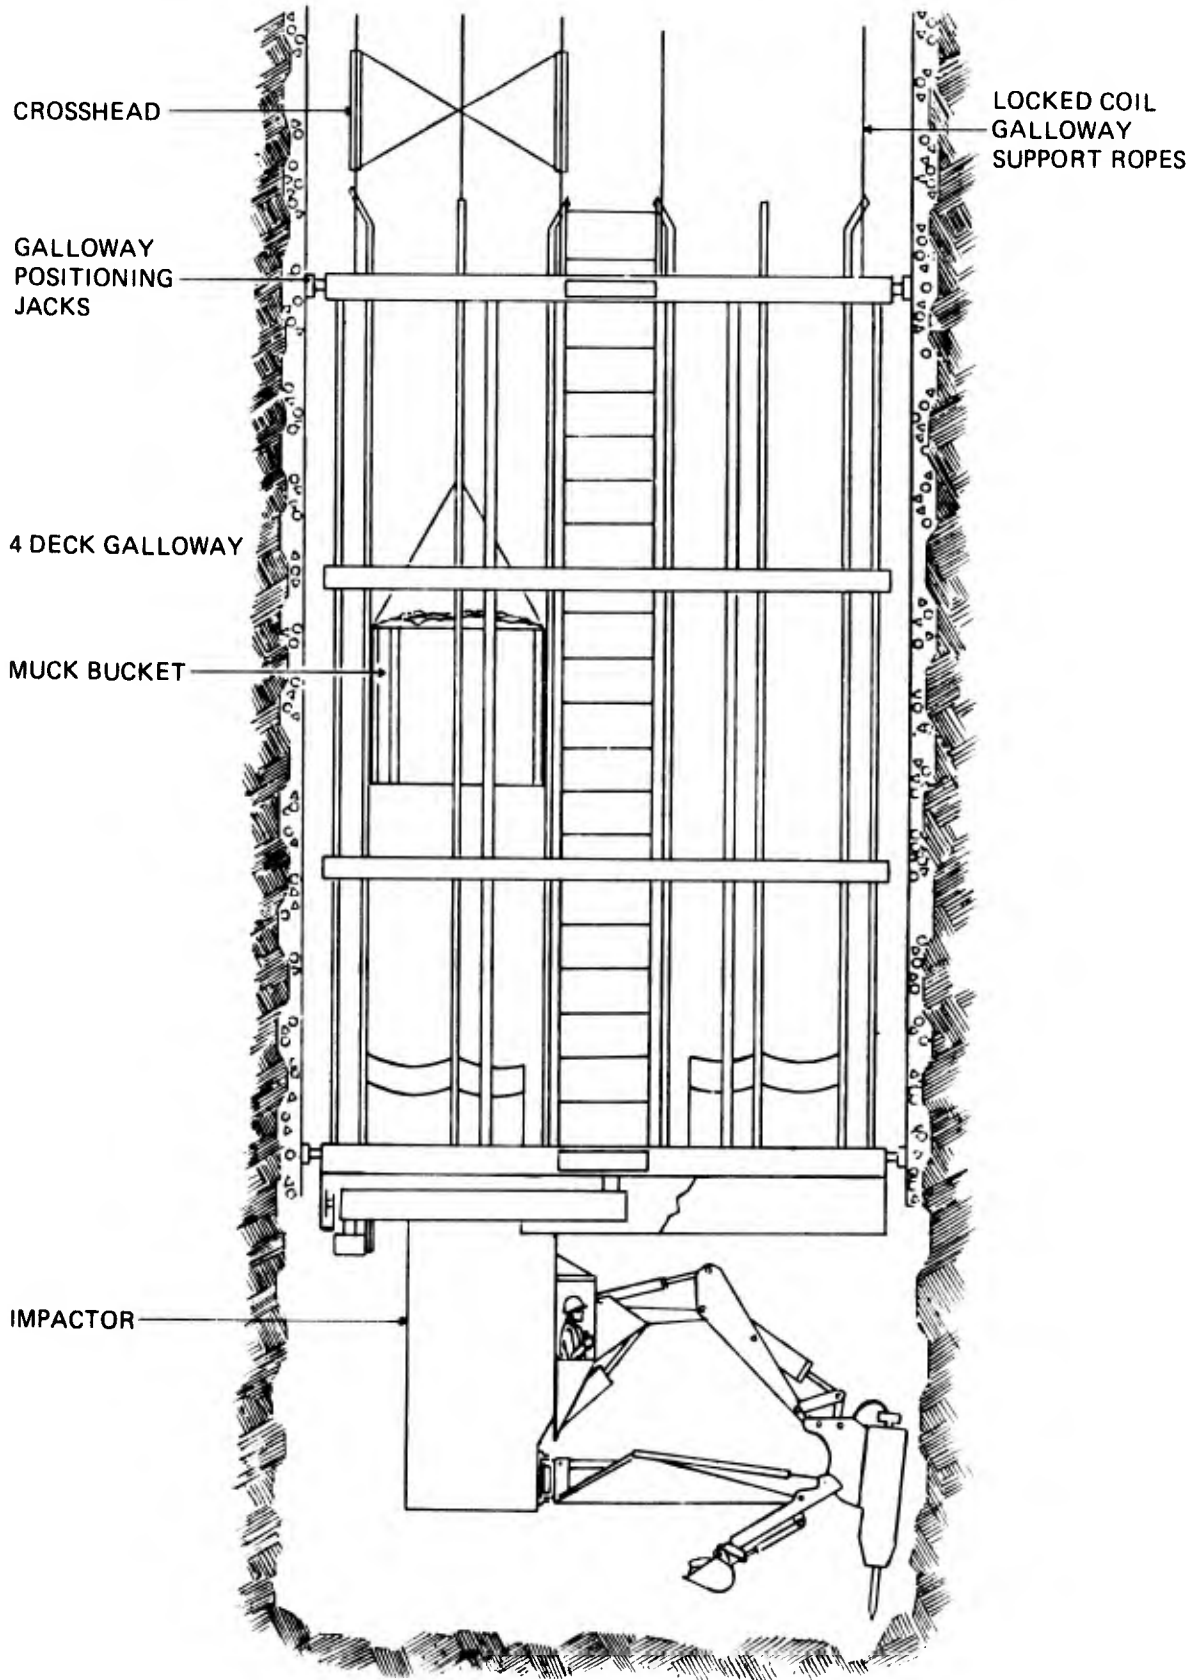 CROSSHEAD
LOCKED COIL
GALLOWAY
SUPPORT ROPES
GALLOWAY
POSITIONING
JACKS
4 DECK GALLOWAY
MUCK BUCKET
IMPACTOR